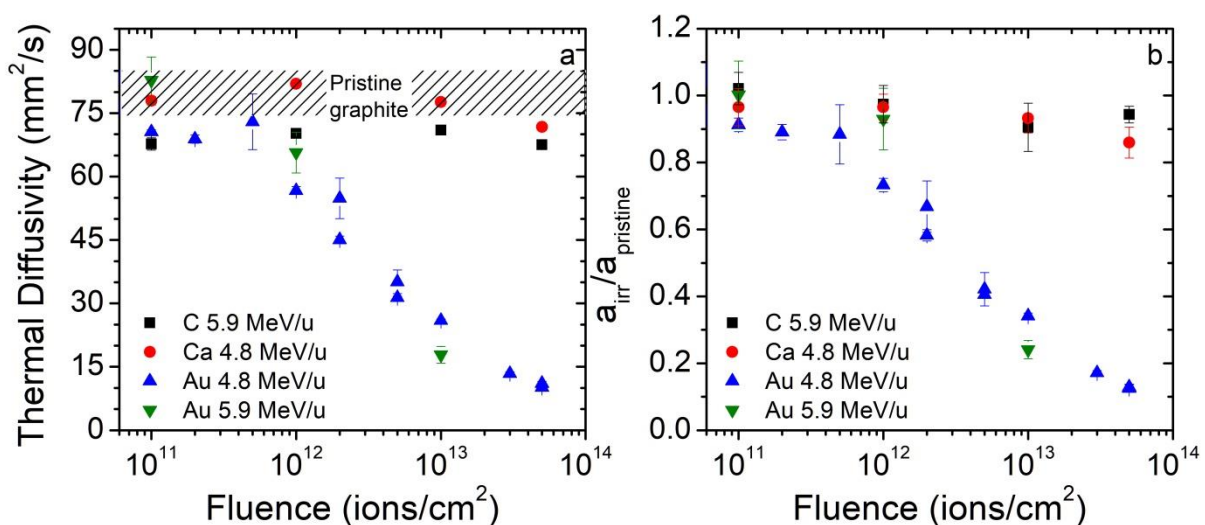 Thermal Diffusivity (mm²/s)
90
75
60
45
30
15
0
a
Pristine
graphite
C 5.9 MeV/u
Ca 4.8 MeV/u
Au 4.8 MeV/u
Au 5.9 MeV/u
10¹¹ 10¹² 10¹³ 10¹⁴
Fluence (ions/cm²)
a_irr/a_pristine
1.2
1.0
0.8
0.6
0.4
0.2
0.0
b
C 5.9 MeV/u
Ca 4.8 MeV/u
Au 4.8 MeV/u
Au 5.9 MeV/u
10¹¹ 10¹² 10¹³ 10¹⁴
Fluence (ions/cm²)